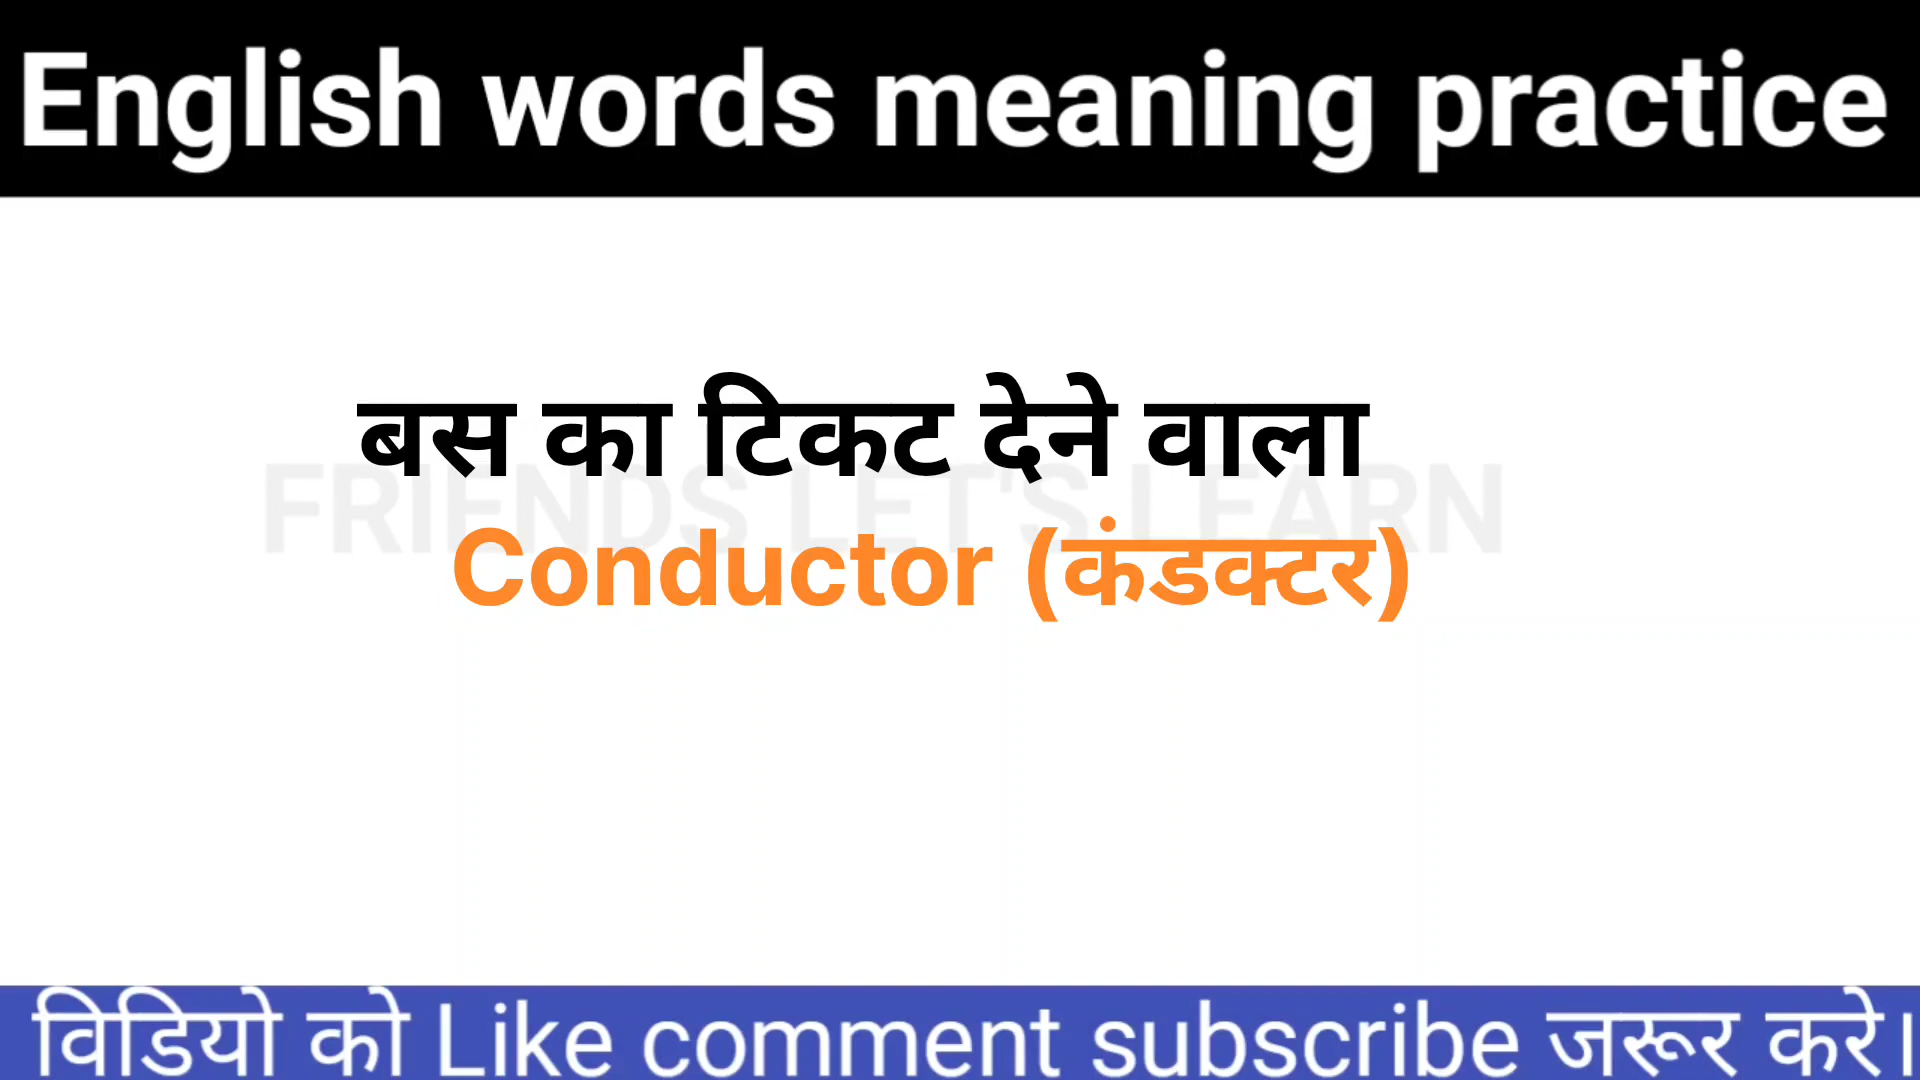 English words meaning practice
बस का टिकट देने वाला
FRIENDS LET'S LEARN
Conductor (कंडक्टर)
विडियो को Like comment subscribe जरूर करे।